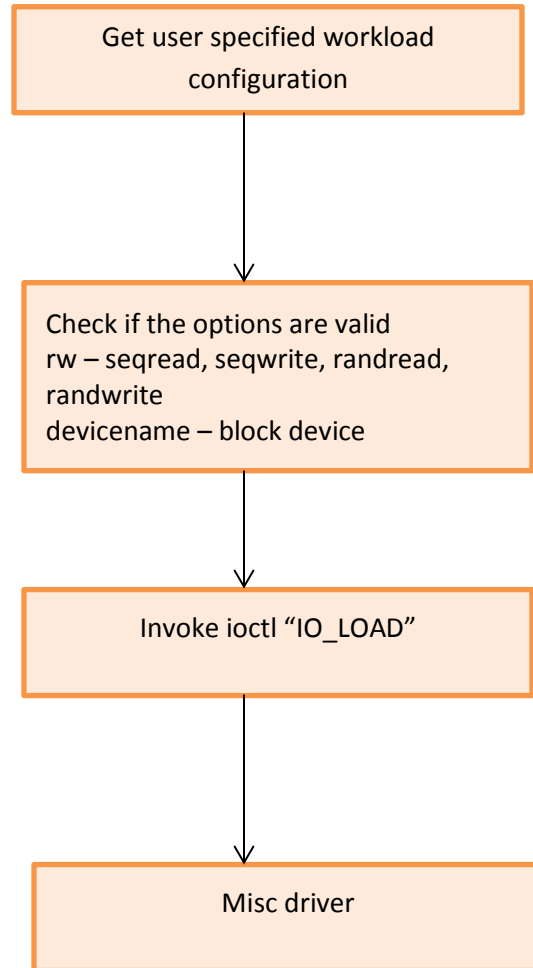 Get user specified workload
configuration
Check if the options are valid
rw – seqread, seqwrite, randread,
randwrite
devicename – block device
Invoke ioctl “IO_LOAD”
Misc driver